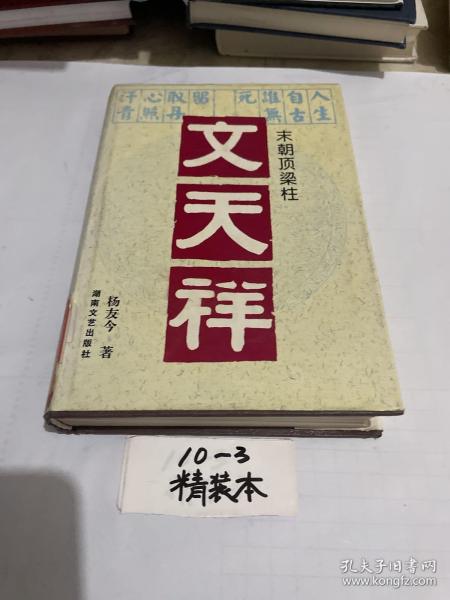 人生
自古
谁無
死
留
取丹
心照
汗青
末朝顶梁柱
文天祥
杨友今 著
湖南文艺出版社
10-3
精装本
孔夫子旧书网
www.kongfz.com